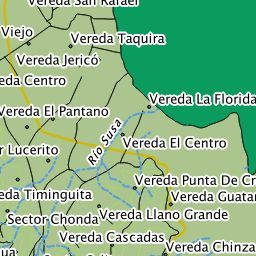 Vereda San Rafael
Viejo
Vereda Taquira
Vereda Jericó
Vereda Centro
Vereda La Florida
Vereda El Pantano
Río Susa
Vereda El Centro
r Lucerito
Vereda Punta De Cr
Vereda Timinguita
Vereda Guatan
Sector Chonda
Vereda Llano Grande
Vereda Cascadas
Vereda Chinza
gua